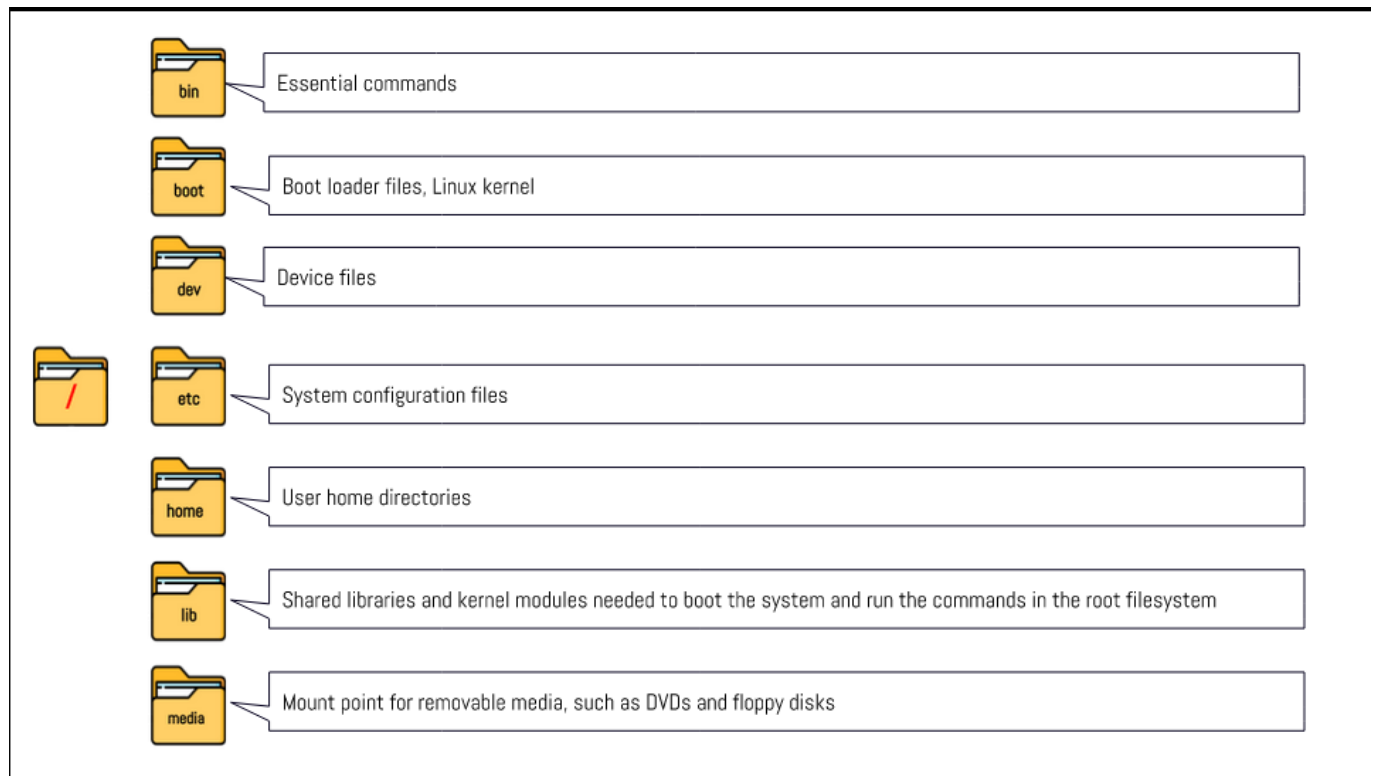 bin
Essential commands
boot
Boot loader files, Linux kernel
dev
Device files
/
etc
System configuration files
home
User home directories
lib
Shared libraries and kernel modules needed to boot the system and run the commands in the root filesystem
media
Mount point for removable media, such as DVDs and floppy disks